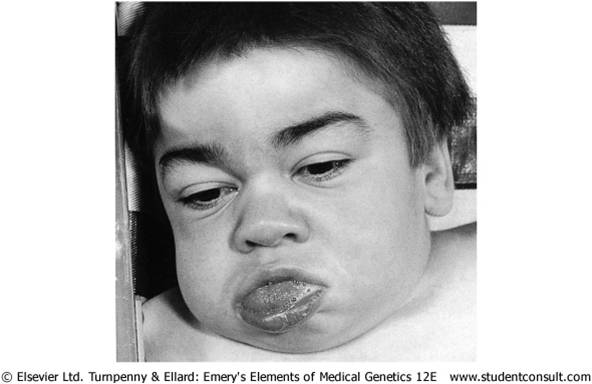 © Elsevier Ltd. Turnpenny & Ellard: Emery's Elements of Medical Genetics 12E www.studentconsult.com